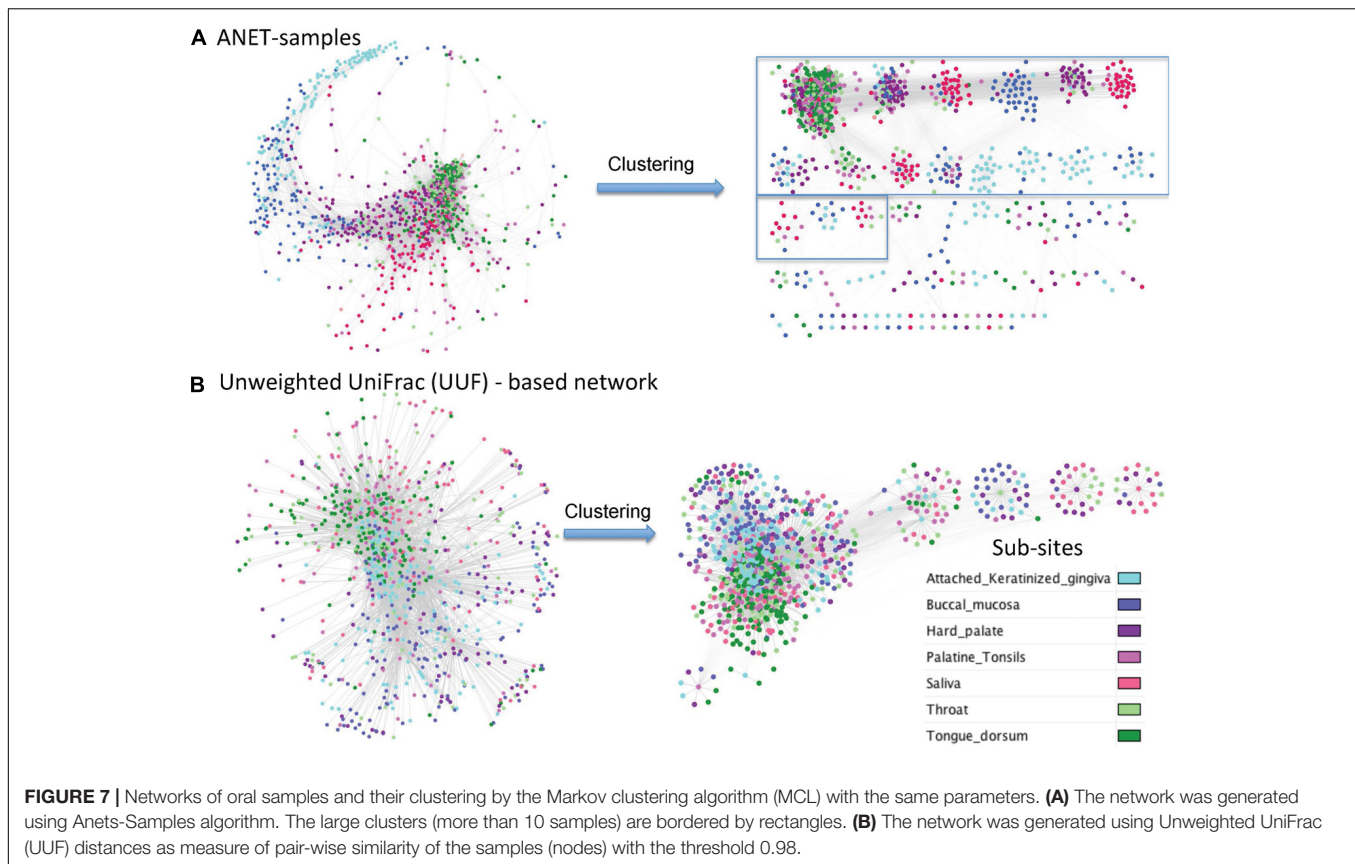 A ANET-samples
Clustering
B Unweighted UniFrac (UUF) - based network
Clustering
Sub-sites
Attached_Keratinized_gingiva
Buccal_mucosa
Hard_palate
Palatine_Tonsils
Saliva
Throat
Tongue_dorsum
FIGURE 7 | Networks of oral samples and their clustering by the Markov clustering algorithm (MCL) with the same parameters. (A) The network was generated
using Anets-Samples algorithm. The large clusters (more than 10 samples) are bordered by rectangles. (B) The network was generated using Unweighted UniFrac
(UUF) distances as measure of pair-wise similarity of the samples (nodes) with the threshold 0.98.